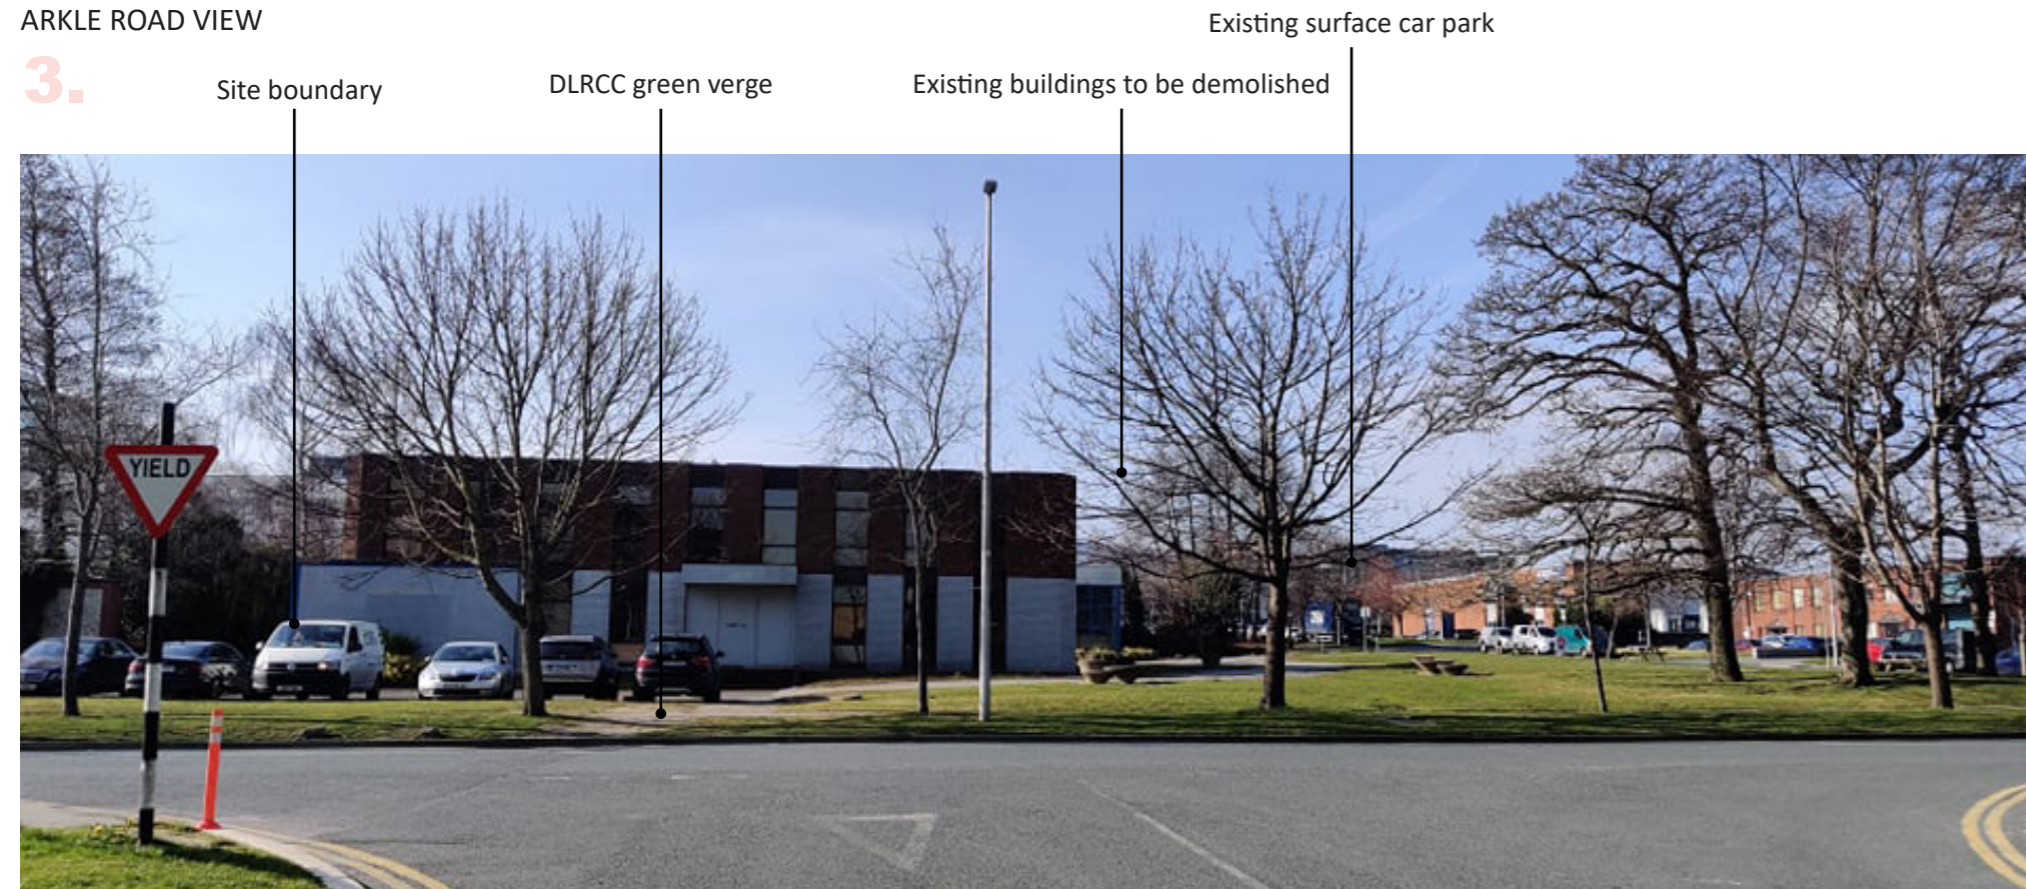 ARKLE ROAD VIEW
3.
Existing surface car park
Site boundary
DLRCC green verge
Existing buildings to be demolished
YIELD